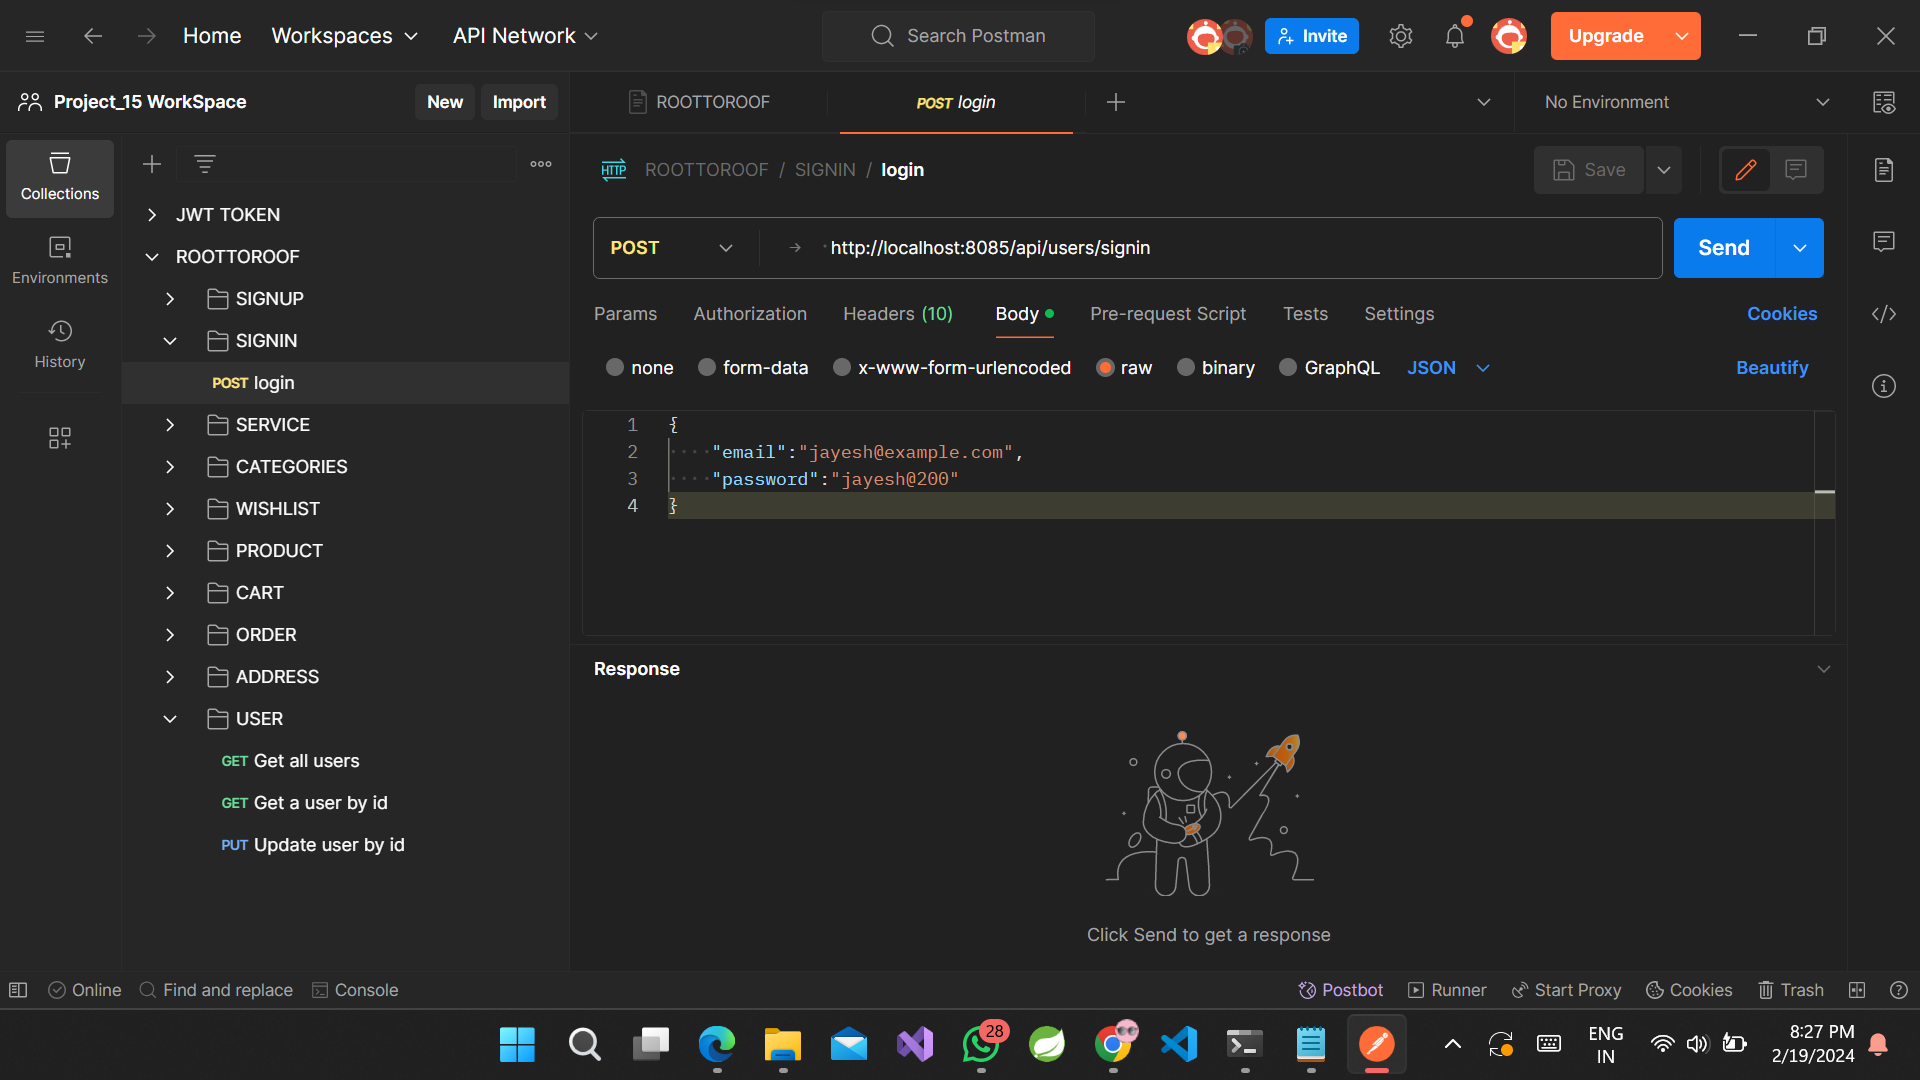 Home Workspaces API Network Search Postman Invite Upgrade
Project_15 WorkSpace New Import ROOTTOROOF POST login No Environment
HTTP ROOTTOROOF / SIGNIN / login Save
Collections
JWT TOKEN
POST http://localhost:8085/api/users/signin Send
ROOTTOROOF
Environments
SIGNUP
Params Authorization Headers (10) Body Pre-request Script Tests Settings Cookies
SIGNIN
History
none form-data x-www-form-urlencoded raw binary GraphQL JSON Beautify
POST login
SERVICE
CATEGORIES
WISHLIST
PRODUCT
CART
ORDER
ADDRESS
USER
GET Get all users
GET Get a user by id
PUT Update user by id
1 {
2 "email":"jayesh@example.com",
3 "password":"jayesh@200"
4 }
Response
Click Send to get a response
Online Find and replace Console Postbot Runner Start Proxy Cookies Trash
28
ENG
IN
8:27 PM
2/19/2024